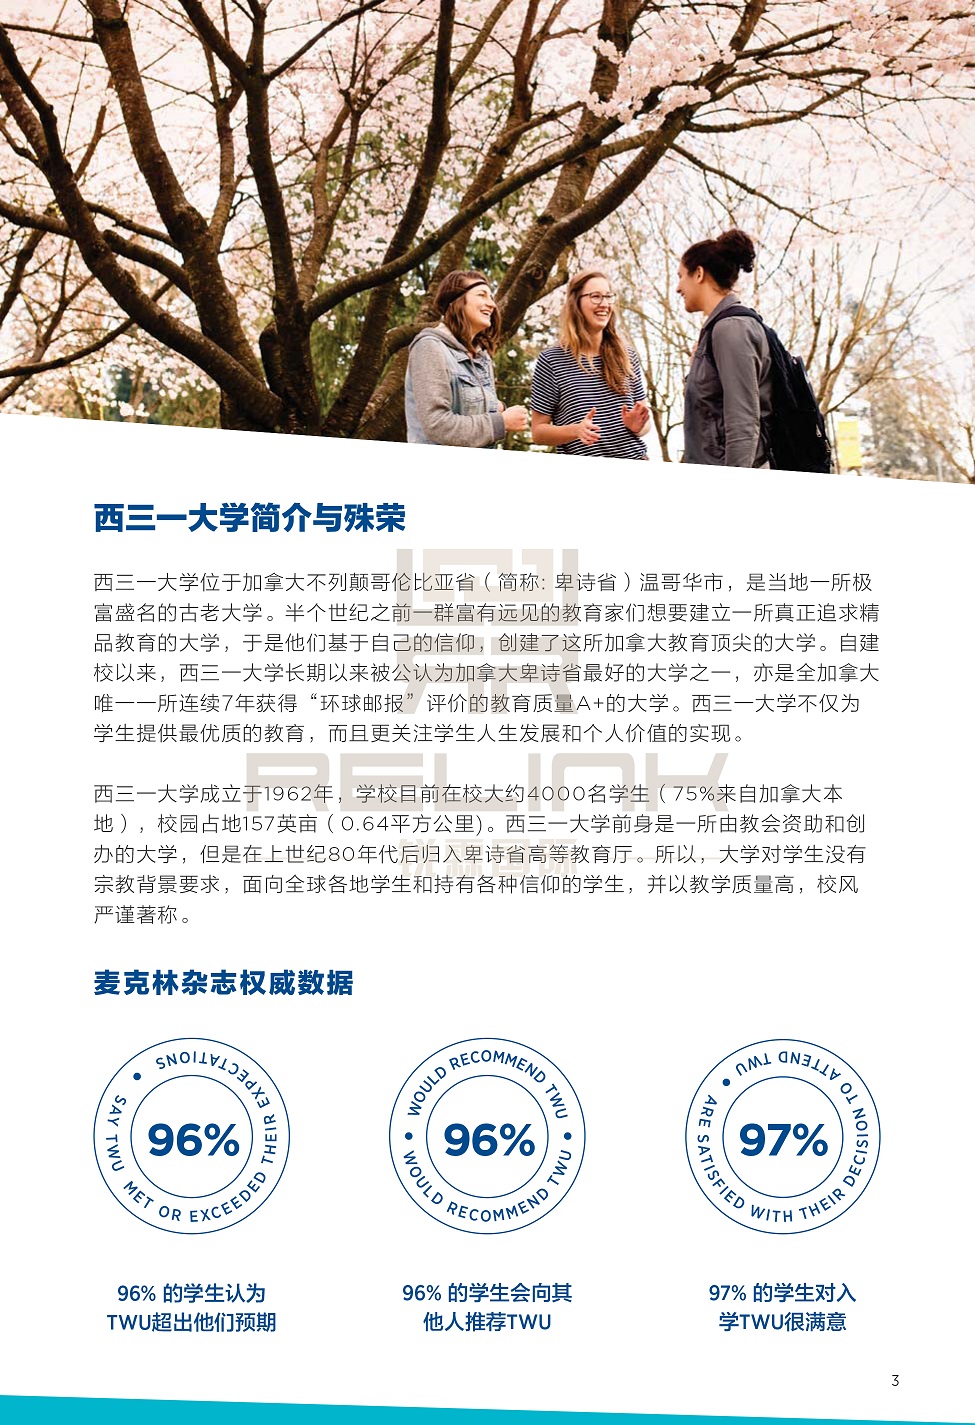 西三一大学简介与殊荣
西三一大学位于加拿大不列颠哥伦比亚省（简称: 卑诗省）温哥华市，是当地一所极
富盛名的古老大学。半个世纪之前一群富有远见的教育家们想要建立一所真正追求精
品教育的大学，于是他们基于自己的信仰，创建了这所加拿大教育顶尖的大学。自建
校以来，西三一大学长期以来被公认为加拿大卑诗省最好的大学之一，亦是全加拿大
唯一一所连续7年获得“环球邮报”评价的教育质量A+的大学。西三一大学不仅为
学生提供最优质的教育，而且更关注学生人生发展和个人价值的实现。
RELINK
西三一大学成立于1962年，学校目前在校大约4000名学生（75%来自加拿大本
地），校园占地157英亩（0.64平方公里)。西三一大学前身是一所由教会资助和创
办的大学，但是在上世纪80年代后归入卑诗省高等教育厅。所以，大学对学生没有
宗教背景要求，面向全球各地学生和持有各种信仰的学生，并以教学质量高，校风
严谨著称。
麦克林杂志权威数据
SAY TWU MET OR EXCEEDED THEIR EXPECTATIONS •
96%
WOULD RECOMMEND TWU • WOULD RECOMMEND TWU •
96%
ARE SATISFIED WITH THEIR DECISION TO ATTEND TWU •
97%
96% 的学生认为
TWU超出他们预期
96% 的学生会向其
他人推荐TWU
97% 的学生对入
学TWU很满意
3